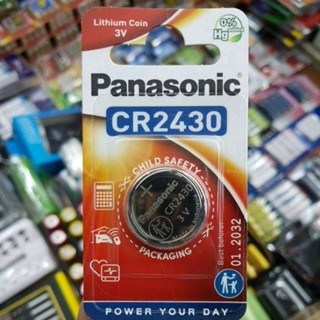 Lithium Coin
3V
0%
Hg
Panasonic
CR2430
CHILD SAFETY
+
Panasonic
CR2430
3V
PACKAGING
Best before:
01.2032
POWER YOUR DAY